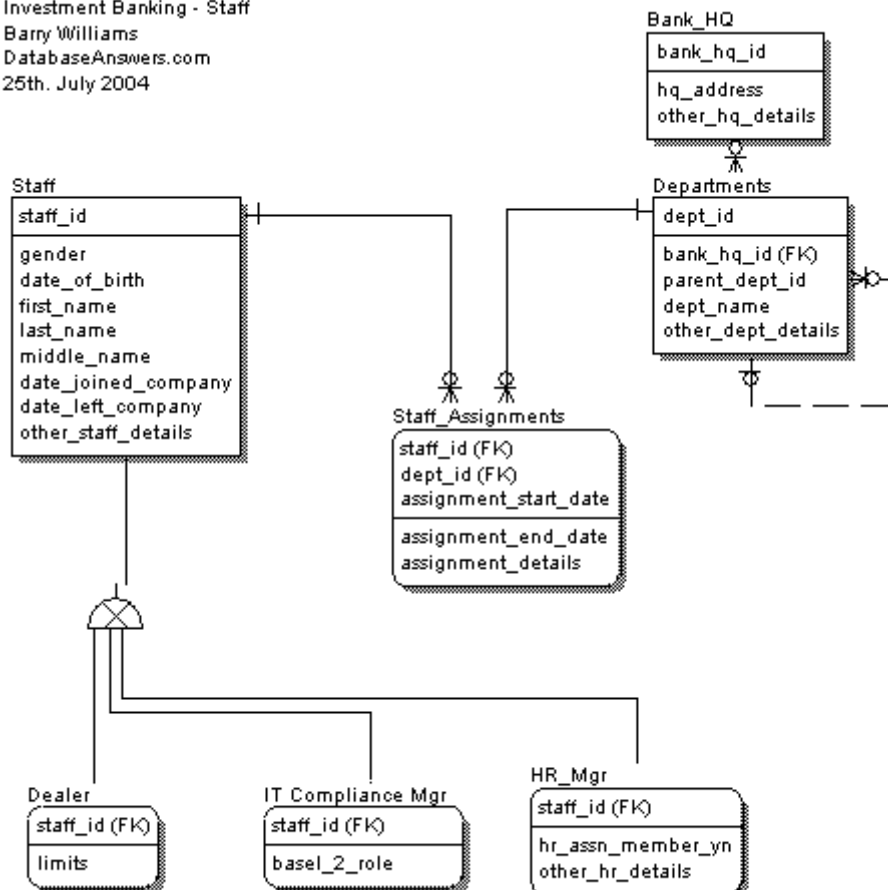 Investment Banking - Staff
Barry Williams
DatabaseAnswers.com
25th. July 2004
Bank_HQ
bank_hq_id
hq_address
other_hq_details
Staff
staff_id
gender
date_of_birth
first_name
last_name
middle_name
date_joined_company
date_left_company
other_staff_details
Departments
dept_id
bank_hq_id (FK)
parent_dept_id
dept_name
other_dept_details
Staff_Assignments
staff_id (FK)
dept_id (FK)
assignment_start_date
assignment_end_date
assignment_details
Dealer
staff_id (FK)
limits
IT Compliance Mgr
staff_id (FK)
basel_2_role
HR_Mgr
staff_id (FK)
hr_assn_member_yn
other_hr_details